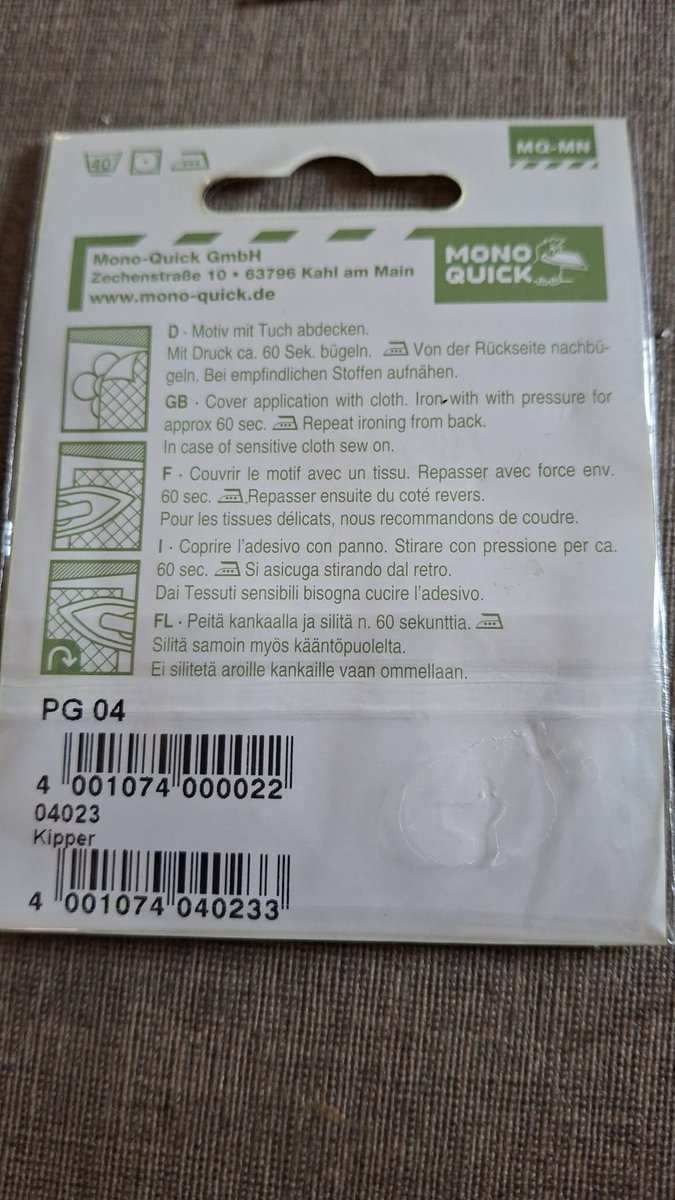 40
MQ-MN
Mono-Quick GmbH
Zechenstraße 10 • 63796 Kahl am Main
www.mono-quick.de
MONO
QUICK
D · Motiv mit Tuch abdecken.
Mit Druck ca. 60 Sek. bügeln. Von der Rückseite nachbü-
geln. Bei empfindlichen Stoffen aufnähen.
GB · Cover application with cloth. Iron with with pressure for
approx 60 sec. Repeat ironing from back.
In case of sensitive cloth sew on.
F · Couvrir le motif avec un tissu. Repasser avec force env.
60 sec. Repasser ensuite du coté revers.
Pour les tissues délicats, nous recommandons de coudre.
I · Coprire l'adesivo con panno. Stirare con pressione per ca.
60 sec. Si asicuga stirando dal retro.
Dai Tessuti sensibili bisogna cucire l'adesivo.
FL · Peitä kankaalla ja silitä n. 60 sekunttia.
Silitä samoin myös kääntöpuolelta.
Ei silitetä aroille kankaille vaan ommellaan.
PG 04
4 001074 000022
04023
Kipper
4 001074 040233